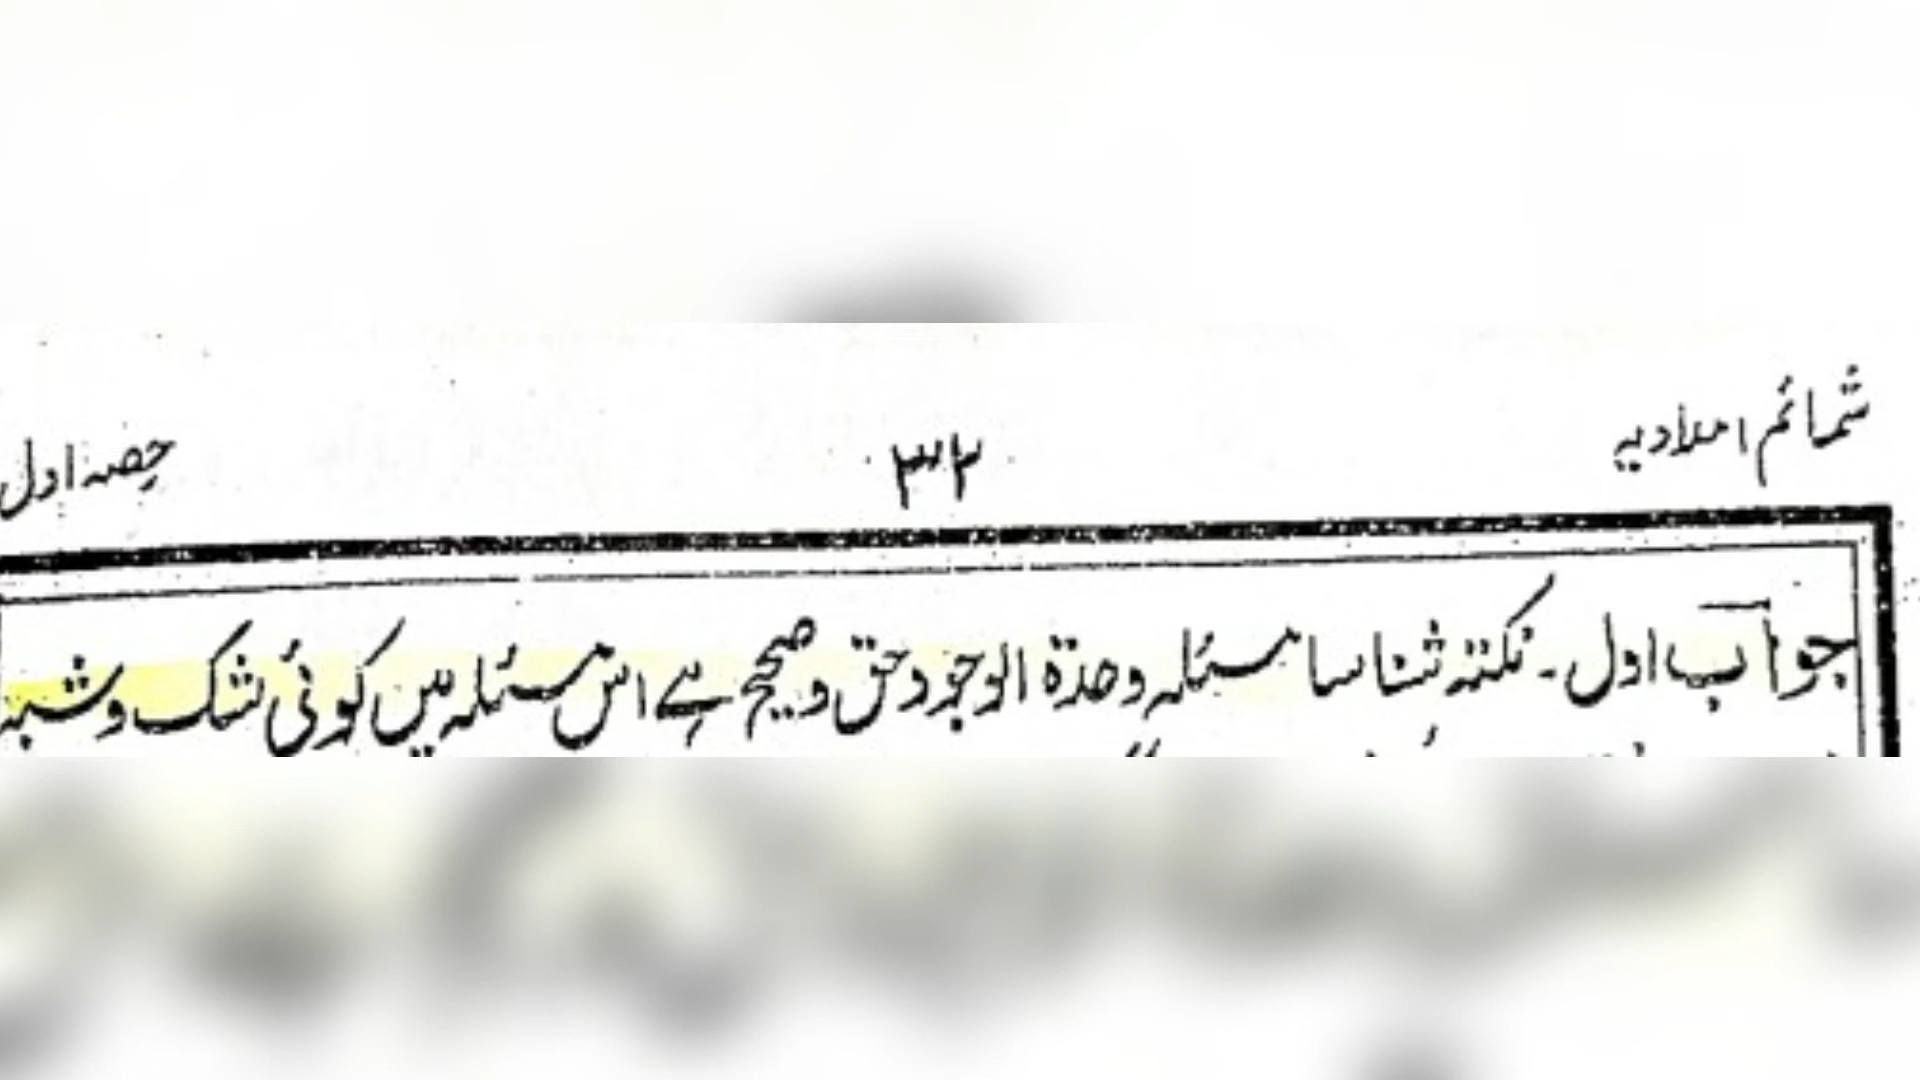 شمائم امدادیہ ۳۲ حصہ اول
جواب اول۔ نکتہ شناسا مسئلہ وحدۃ الوجود حق و صحیح ہے اس مسئلہ میں کوئی شک و شبہ